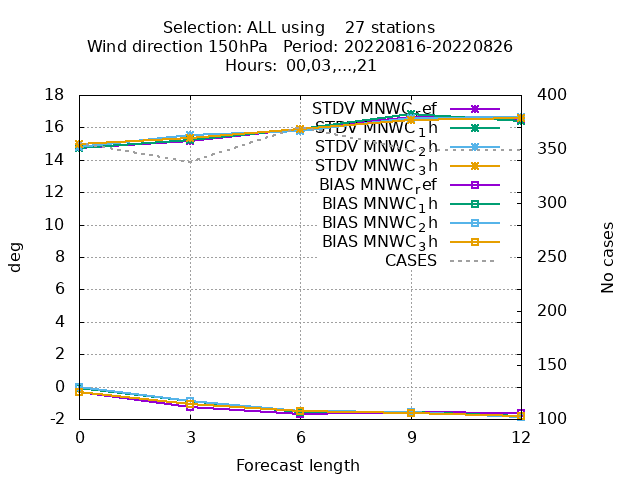 Selection: ALL using    27 stations
Wind direction 150hPa   Period: 20220816-20220826
Hours:  00,03,...,21
18
16
14
12
10
8
6
4
2
0
-2
deg
400
350
300
250
200
150
100
No cases
STDV MNWC_ref
STDV MNWC_1h
STDV MNWC_2h
STDV MNWC_3h
BIAS MNWC_ref
BIAS MNWC_1h
BIAS MNWC_2h
BIAS MNWC_3h
CASES
0 3 6 9 12
Forecast length